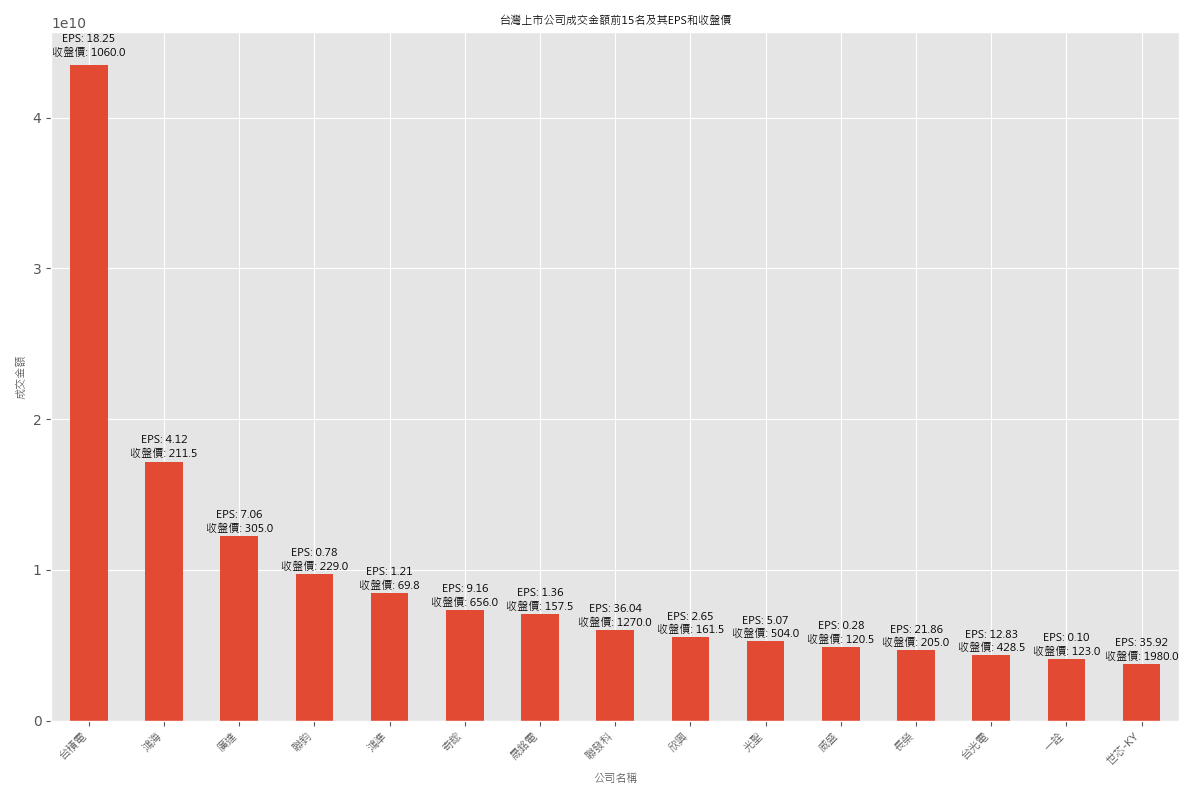 台灣上市公司成交金額前15名及其EPS和收盤價
1e10
EPS: 18.25
收盤價: 1060.0
EPS: 4.12
收盤價: 211.5
EPS: 7.06
收盤價: 305.0
EPS: 0.78
收盤價: 229.0
EPS: 1.21
收盤價: 69.8
EPS: 9.16
收盤價: 656.0
EPS: 1.36
收盤價: 157.5
EPS: 36.04
收盤價: 1270.0
EPS: 2.65
收盤價: 161.5
EPS: 5.07
收盤價: 504.0
EPS: 0.28
收盤價: 120.5
EPS: 21.86
收盤價: 205.0
EPS: 12.83
收盤價: 428.5
EPS: 0.10
收盤價: 123.0
EPS: 35.92
收盤價: 1980.0
4
3
2
1
0
成交金額
台積電
鴻海
廣達
聯鈞
鴻準
奇鋐
晟銘電
聯發科
欣興
光聖
威盛
長榮
台光電
一詮
世芯-KY
公司名稱